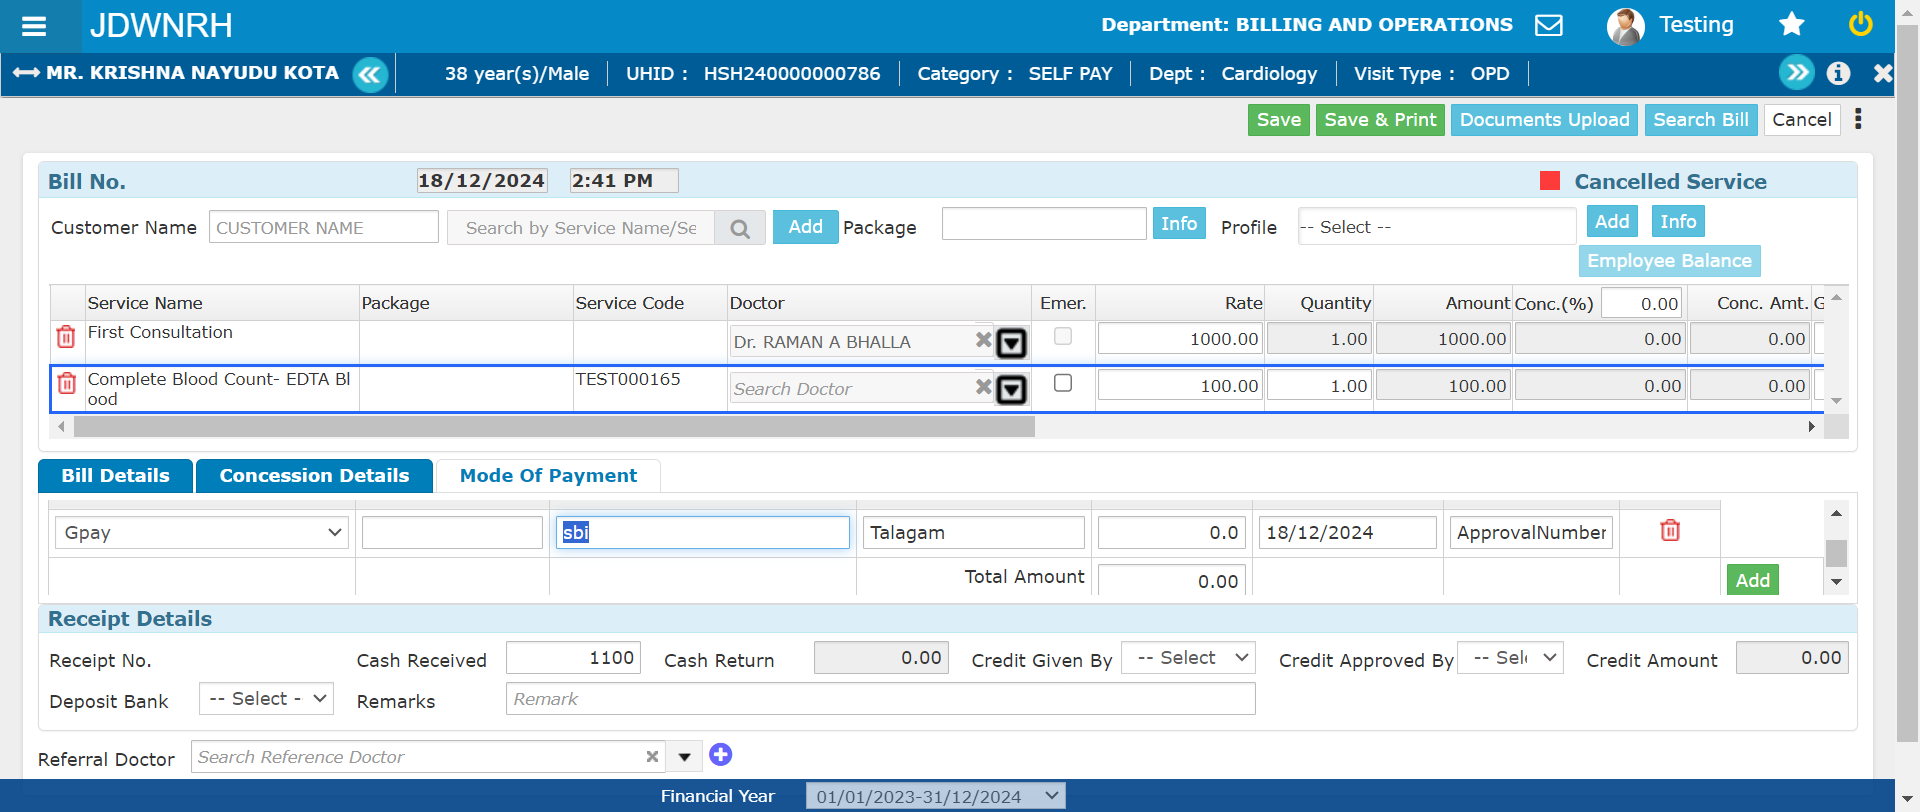 JDWNRH
Department: BILLING AND OPERATIONS
Testing
MR. KRISHNA NAYUDU KOTA
38 year(s)/Male
UHID : HSH240000000786
Category : SELF PAY
Dept : Cardiology
Visit Type : OPD
Save
Save & Print
Documents Upload
Search Bill
Cancel
Bill No.
18/12/2024
2:41 PM
Cancelled Service
Customer Name
CUSTOMER NAME
Search by Service Name/Se
Add
Package
Info
Profile
-- Select --
Add
Info
Employee Balance
Service Name
Package
Service Code
Doctor
Emer.
Rate
Quantity
Amount
Conc.(%)
0.00
Conc. Amt.
G
First Consultation
Dr. RAMAN A BHALLA
1000.00
1.00
1000.00
0.00
0.00
Complete Blood Count- EDTA Bl
ood
TEST000165
Search Doctor
100.00
1.00
100.00
0.00
0.00
Bill Details
Concession Details
Mode Of Payment
Gpay
sbi
Talagam
0.0
18/12/2024
ApprovalNumber
Total Amount
0.00
Add
Receipt Details
Receipt No.
Cash Received
1100
Cash Return
0.00
Credit Given By
-- Select
Credit Approved By
-- Sel
Credit Amount
0.00
Deposit Bank
-- Select -
Remarks
Remark
Referral Doctor
Search Reference Doctor
Financial Year
01/01/2023-31/12/2024